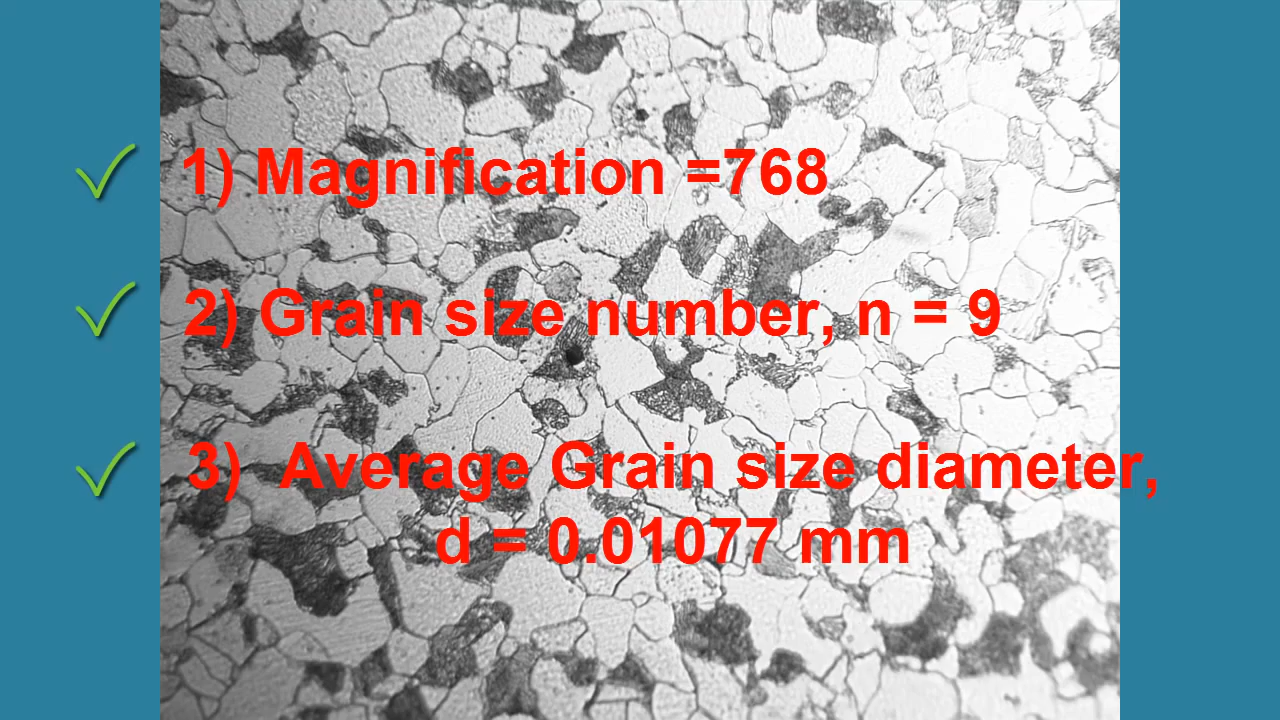 1) Magnification =768
2) Grain size number, n = 9
3) Average Grain size diameter,
d = 0.01077 mm